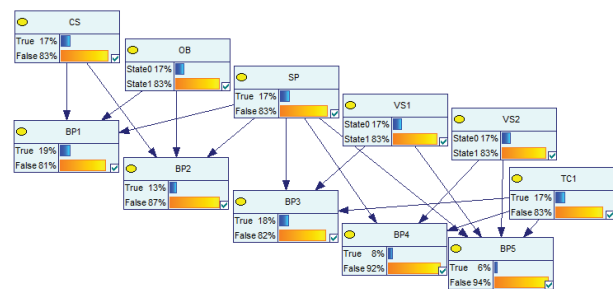 CS
True 17%
False 83%
OB
State0 17%
State1 83%
SP
True 17%
False 83%
VS1
State0 17%
State1 83%
VS2
State0 17%
State1 83%
TC1
True 17%
False 83%
BP1
True 19%
False 81%
BP2
True 13%
False 87%
BP3
True 18%
False 82%
BP4
True 8%
False 92%
BP5
True 6%
False 94%